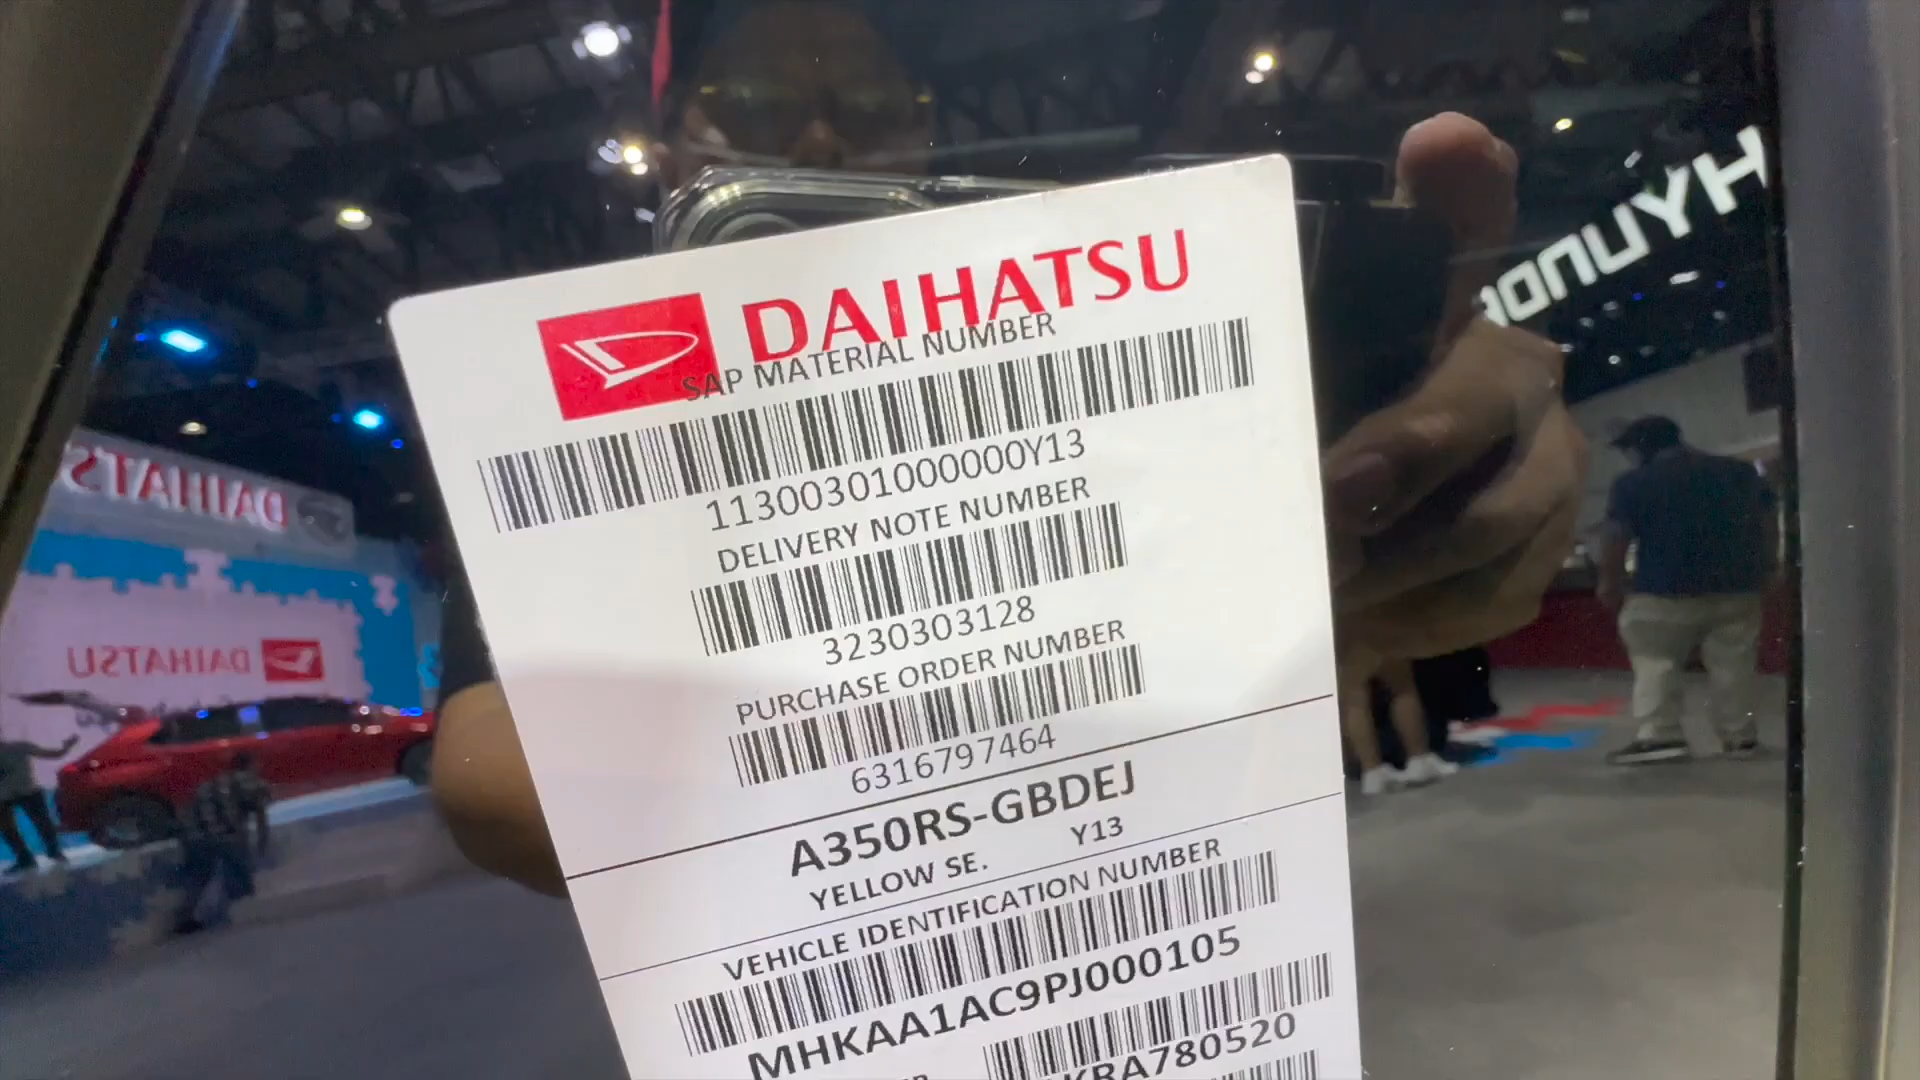 DAIHATSU
SAP MATERIAL NUMBER
11300301000000Y13
DELIVERY NOTE NUMBER
3230303128
PURCHASE ORDER NUMBER
6316797464
A350RS-GBDEJ
YELLOW SE. Y13
VEHICLE IDENTIFICATION NUMBER
MHKAA1AC9PJ000105
KRA780520
HYUNDAI
DAIHATSU
DAIHATSU